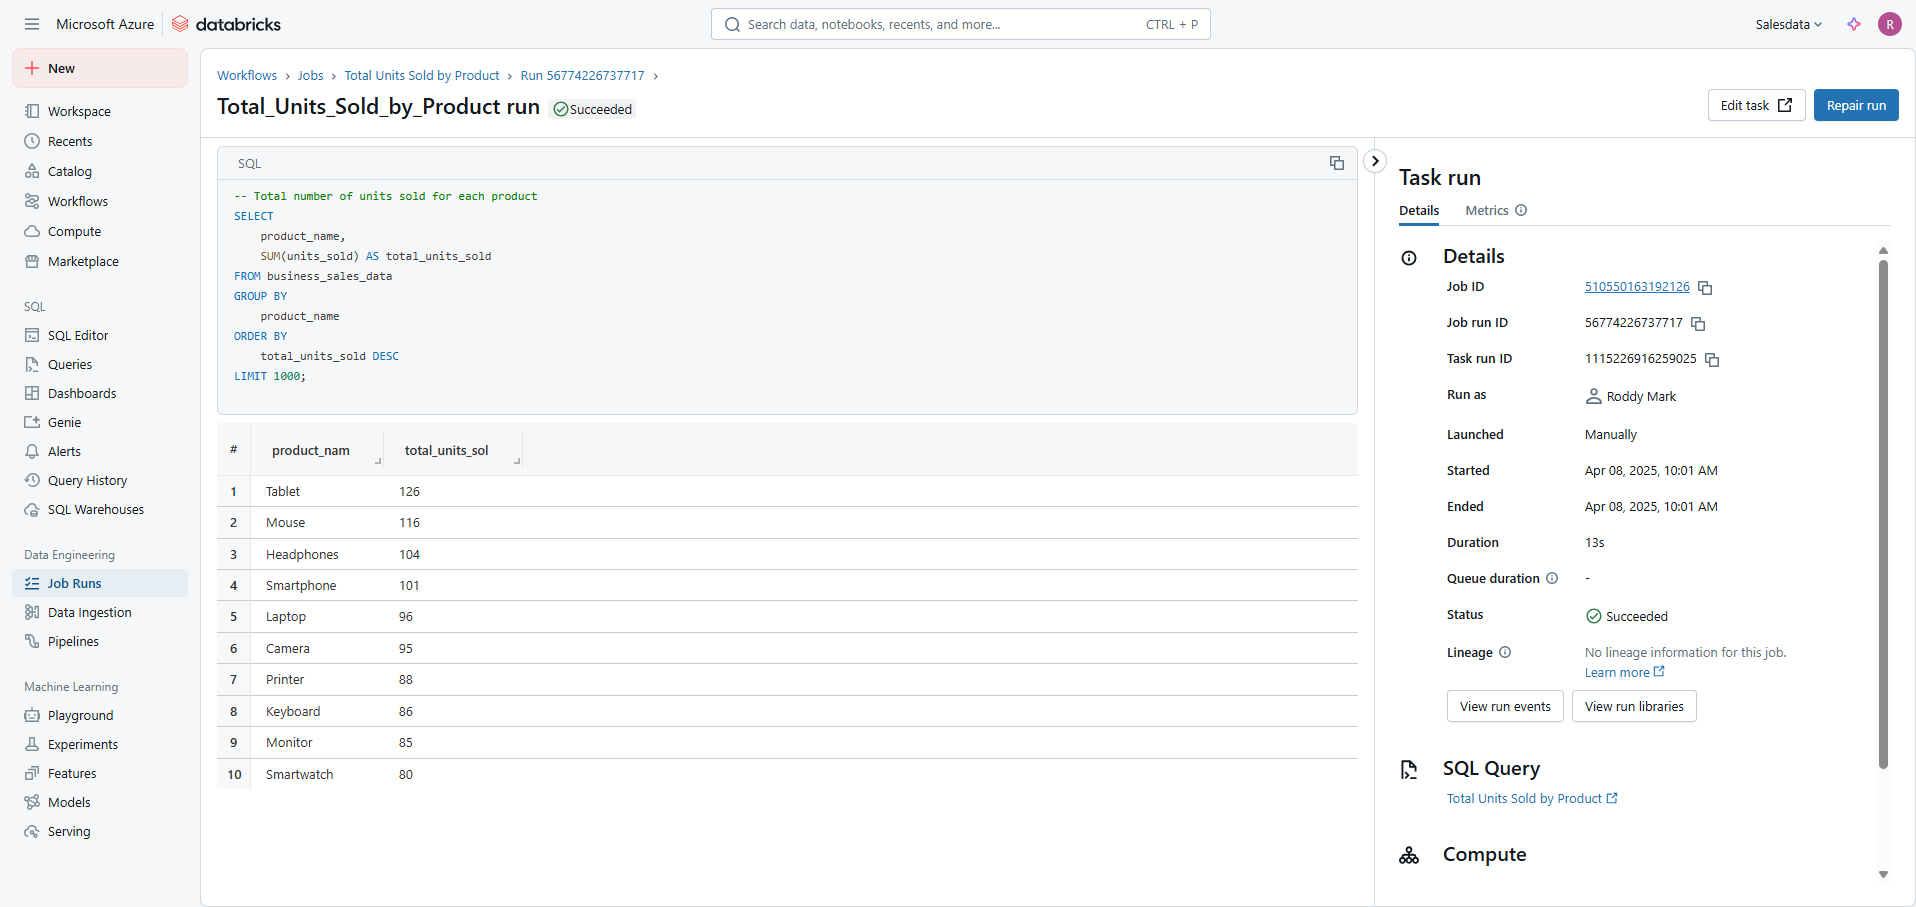 Microsoft Azure databricks Search data, notebooks, recents, and more... CTRL + P Salesdata R
New
Workspace
Recents
Catalog
Workflows
Compute
Marketplace
SQL
SQL Editor
Queries
Dashboards
Genie
Alerts
Query History
SQL Warehouses
Data Engineering
Job Runs
Data Ingestion
Pipelines
Machine Learning
Playground
Experiments
Features
Models
Serving
Workflows › Jobs › Total Units Sold by Product › Run 56774226737717 ›
Total_Units_Sold_by_Product run Succeeded
Edit task Repair run
SQL
-- Total number of units sold for each product
SELECT
product_name,
SUM(units_sold) AS total_units_sold
FROM business_sales_data
GROUP BY
product_name
ORDER BY
total_units_sold DESC
LIMIT 1000;
# product_nam total_units_sol
1 Tablet 126
2 Mouse 116
3 Headphones 104
4 Smartphone 101
5 Laptop 96
6 Camera 95
7 Printer 88
8 Keyboard 86
9 Monitor 85
10 Smartwatch 80
Task run
Details Metrics
Details
Job ID 510550163192126
Job run ID 56774226737717
Task run ID 1115226916259025
Run as Roddy Mark
Launched Manually
Started Apr 08, 2025, 10:01 AM
Ended Apr 08, 2025, 10:01 AM
Duration 13s
Queue duration -
Status Succeeded
Lineage No lineage information for this job.
Learn more
View run events View run libraries
SQL Query
Total Units Sold by Product
Compute